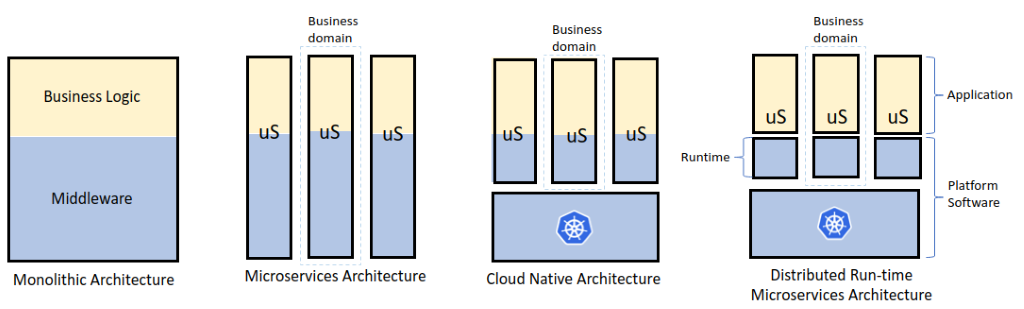 Business Logic
Middleware
Monolithic Architecture
Business
domain
uS
uS
uS
Microservices Architecture
Business
domain
uS
uS
uS
Cloud Native Architecture
Business
domain
uS
uS
uS
Application
Runtime
Platform
Software
Distributed Run-time
Microservices Architecture